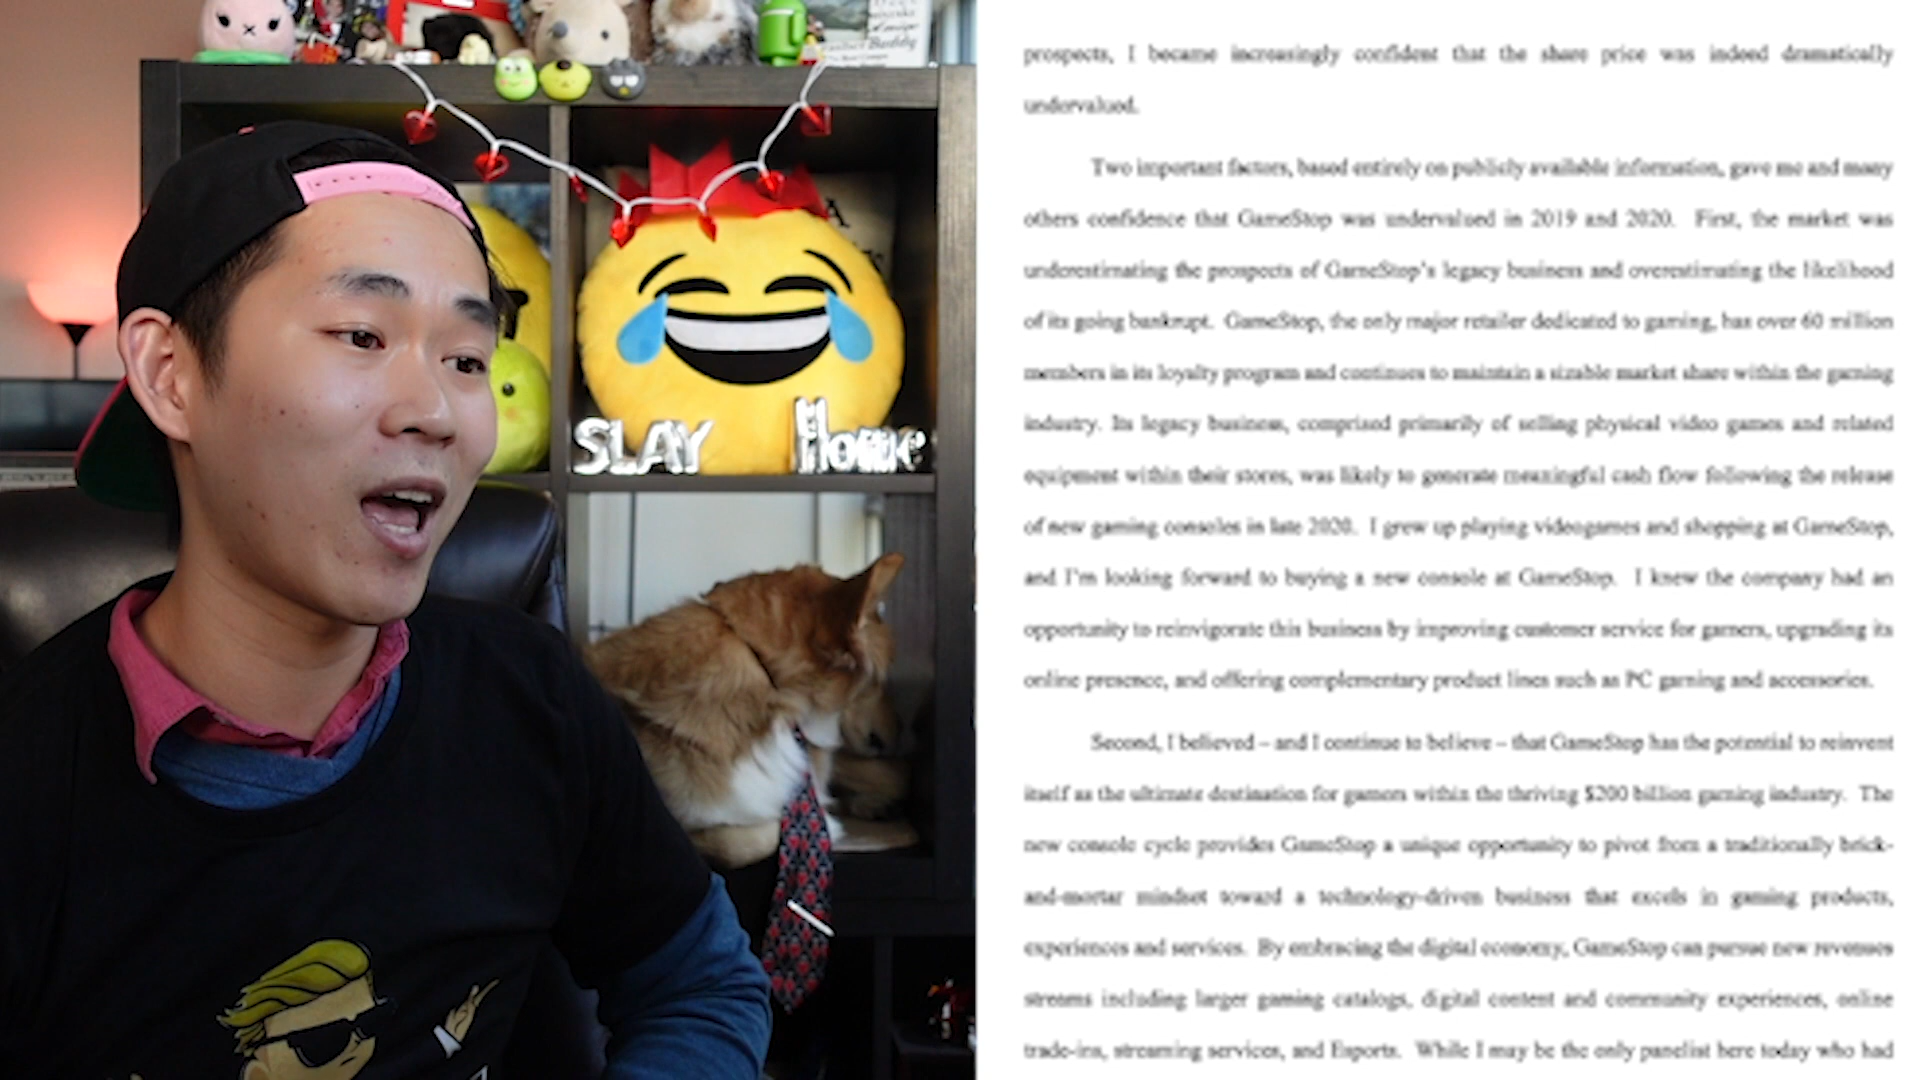 SLAY
Home
prospects, I became increasingly confident that the share price was indeed dramatically
undervalued.
Two important factors, based entirely on publicly available information, gave me and many
others confidence that GameStop was undervalued in 2019 and 2020. First, the market was
underestimating the prospects of GameStop's legacy business and overestimating the likelihood
of its going bankrupt. GameStop, the only major retailer dedicated to gaming, has over 60 million
members in its loyalty program and continues to maintain a sizable market share within the gaming
industry. Its legacy business, comprised primarily of selling physical video games and related
equipment within their stores, was likely to generate meaningful cash flow following the release
of new gaming consoles in late 2020. I grew up playing videogames and shopping at GameStop,
and I'm looking forward to buying a new console at GameStop. I knew the company had an
opportunity to reinvigorate this business by improving customer service for gamers, upgrading its
online presence, and offering complementary product lines such as PC gaming and accessories.
Second, I believed – and I continue to believe – that GameStop has the potential to reinvent
itself as the ultimate destination for gamers within the thriving $200 billion gaming industry. The
new console cycle provides GameStop a unique opportunity to pivot from a traditionally brick-
and-mortar mindset toward a technology-driven business that excels in gaming products,
experiences and services. By embracing the digital economy, GameStop can pursue new revenues
streams including larger gaming catalogs, digital content and community experiences, online
trade-ins, streaming services, and Esports. While I may be the only panelist here today who had